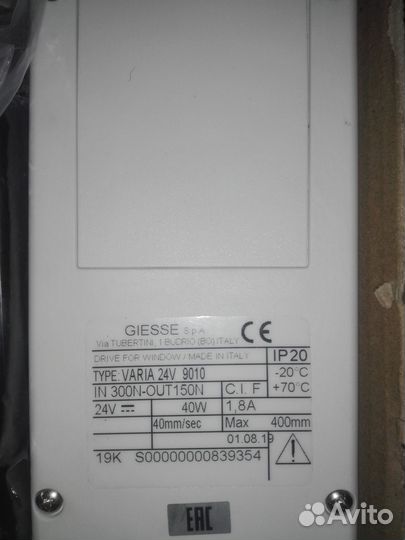 GIESSE S.p.A.
Via TUBERTINI, 1 BUDRIO (BO) ITALY
CE
DRIVE FOR WINDOW / MADE IN ITALY
IP20
TYPE: VARIA 24V 9010
-20°C
+70°C
IN 300N-OUT150N
C.I. F
24V ⎓ 40W
1,8A
40mm/sec
Max 400mm
01.08.19
19K S00000000839354
EAC
Avito